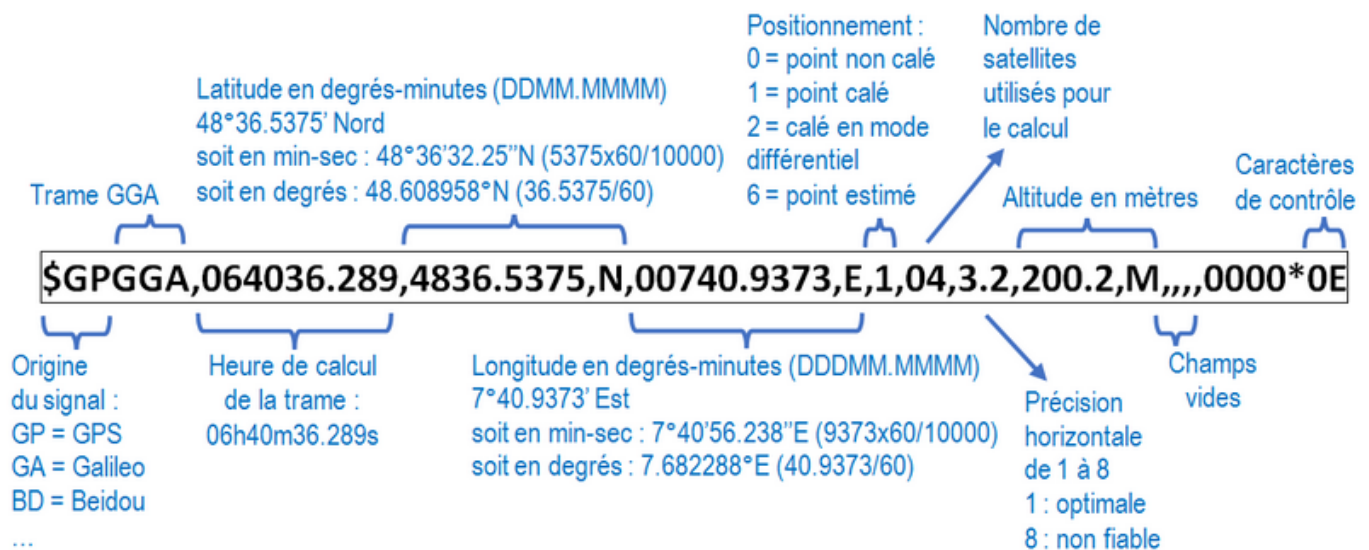 Positionnement :
0 = point non calé
1 = point calé
2 = calé en mode
différentiel
6 = point estimé
Nombre de
satellites
utilisés pour
le calcul
Latitude en degrés-minutes (DDMM.MMMM)
48°36.5375' Nord
soit en min-sec : 48°36'32.25’’N (5375x60/10000)
soit en degrés : 48.608958°N (36.5375/60)
Trame GGA
Altitude en mètres
Caractères
de contrôle
$GPGGA,064036.289,4836.5375,N,00740.9373,E,1,04,3.2,200.2,M,,,,0000*0E
Origine
du signal :
GP = GPS
GA = Galileo
BD = Beidou
...
Heure de calcul
de la trame :
06h40m36.289s
Longitude en degrés-minutes (DDDMM.MMMM)
7°40.9373' Est
soit en min-sec : 7°40'56.238’’E (9373x60/10000)
soit en degrés : 7.682288°E (40.9373/60)
Précision
horizontale
de 1 à 8
1 : optimale
8 : non fiable
Champs
vides